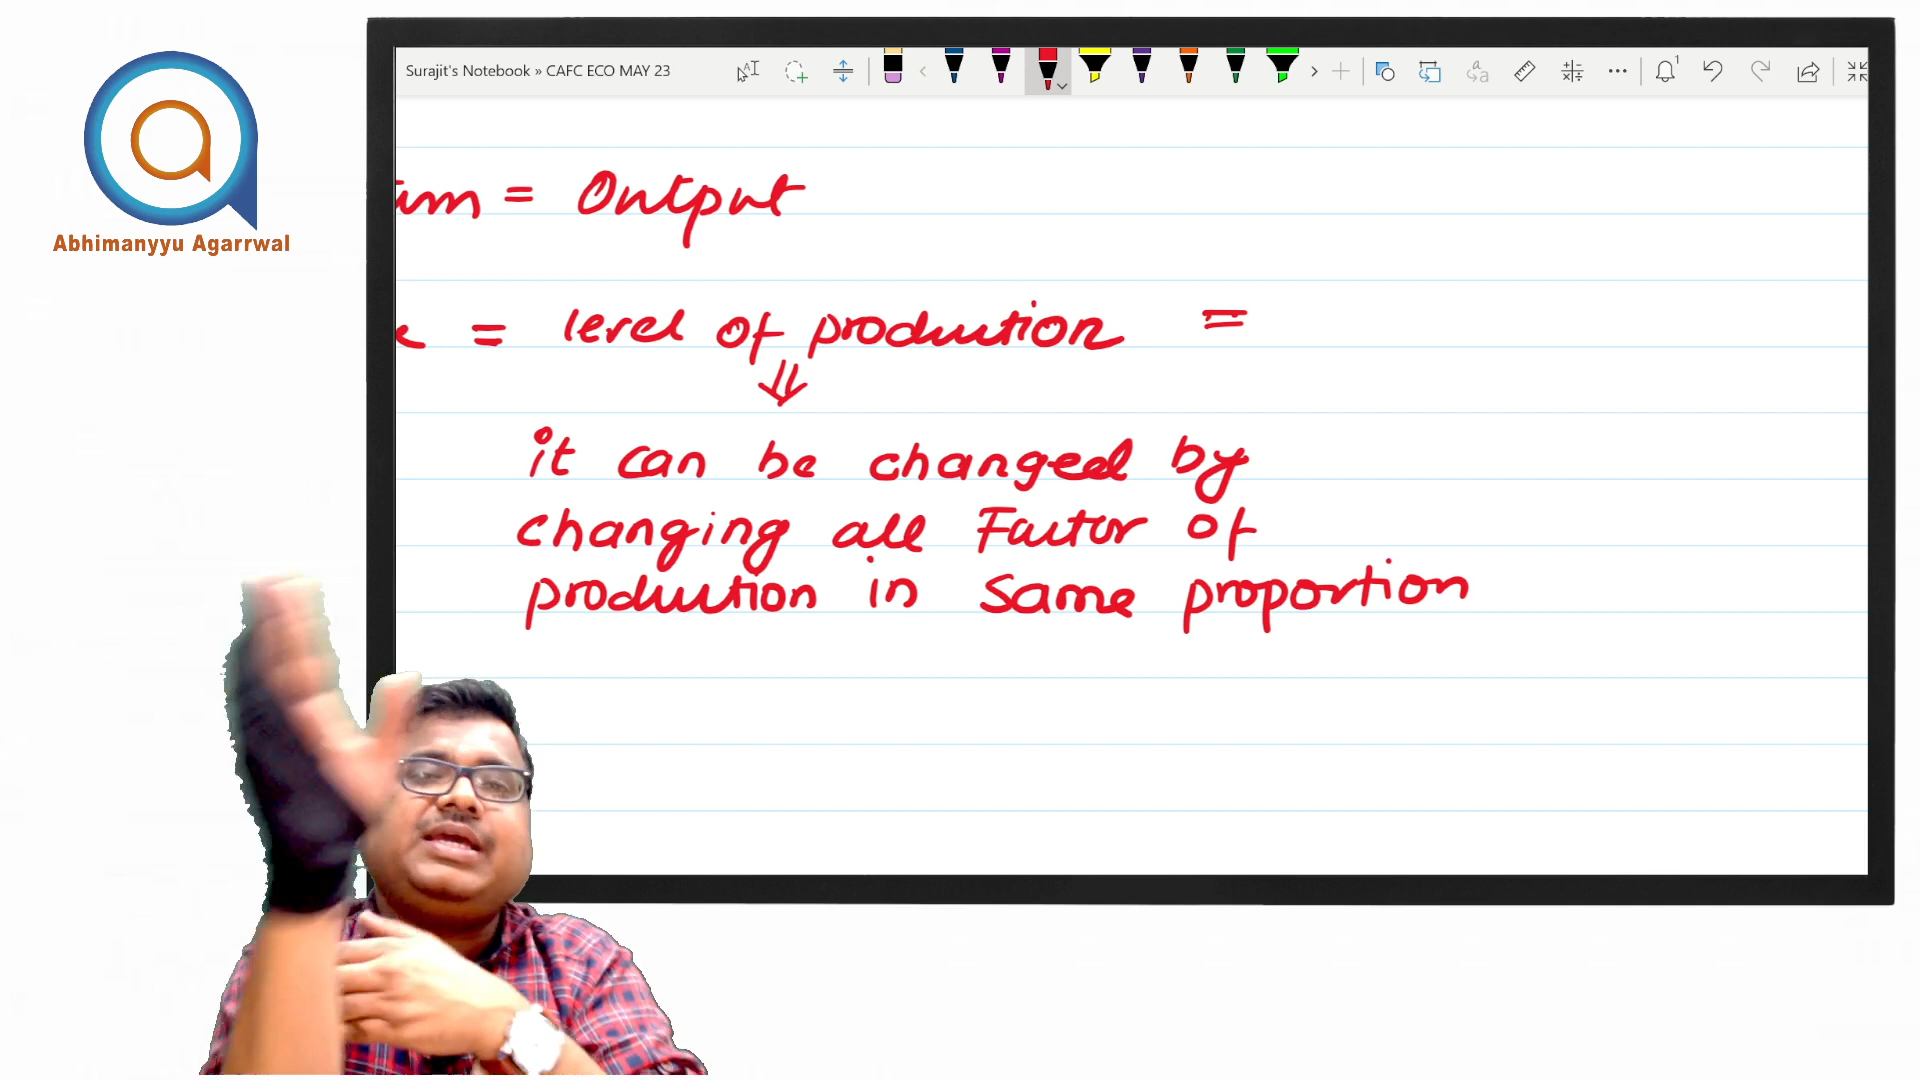 Abhimanyyu Agarrwal
Surajit's Notebook » CAFC ECO MAY 23
= Output
= level of production =
it can be changed by
changing all Factor of
production in Same proportion